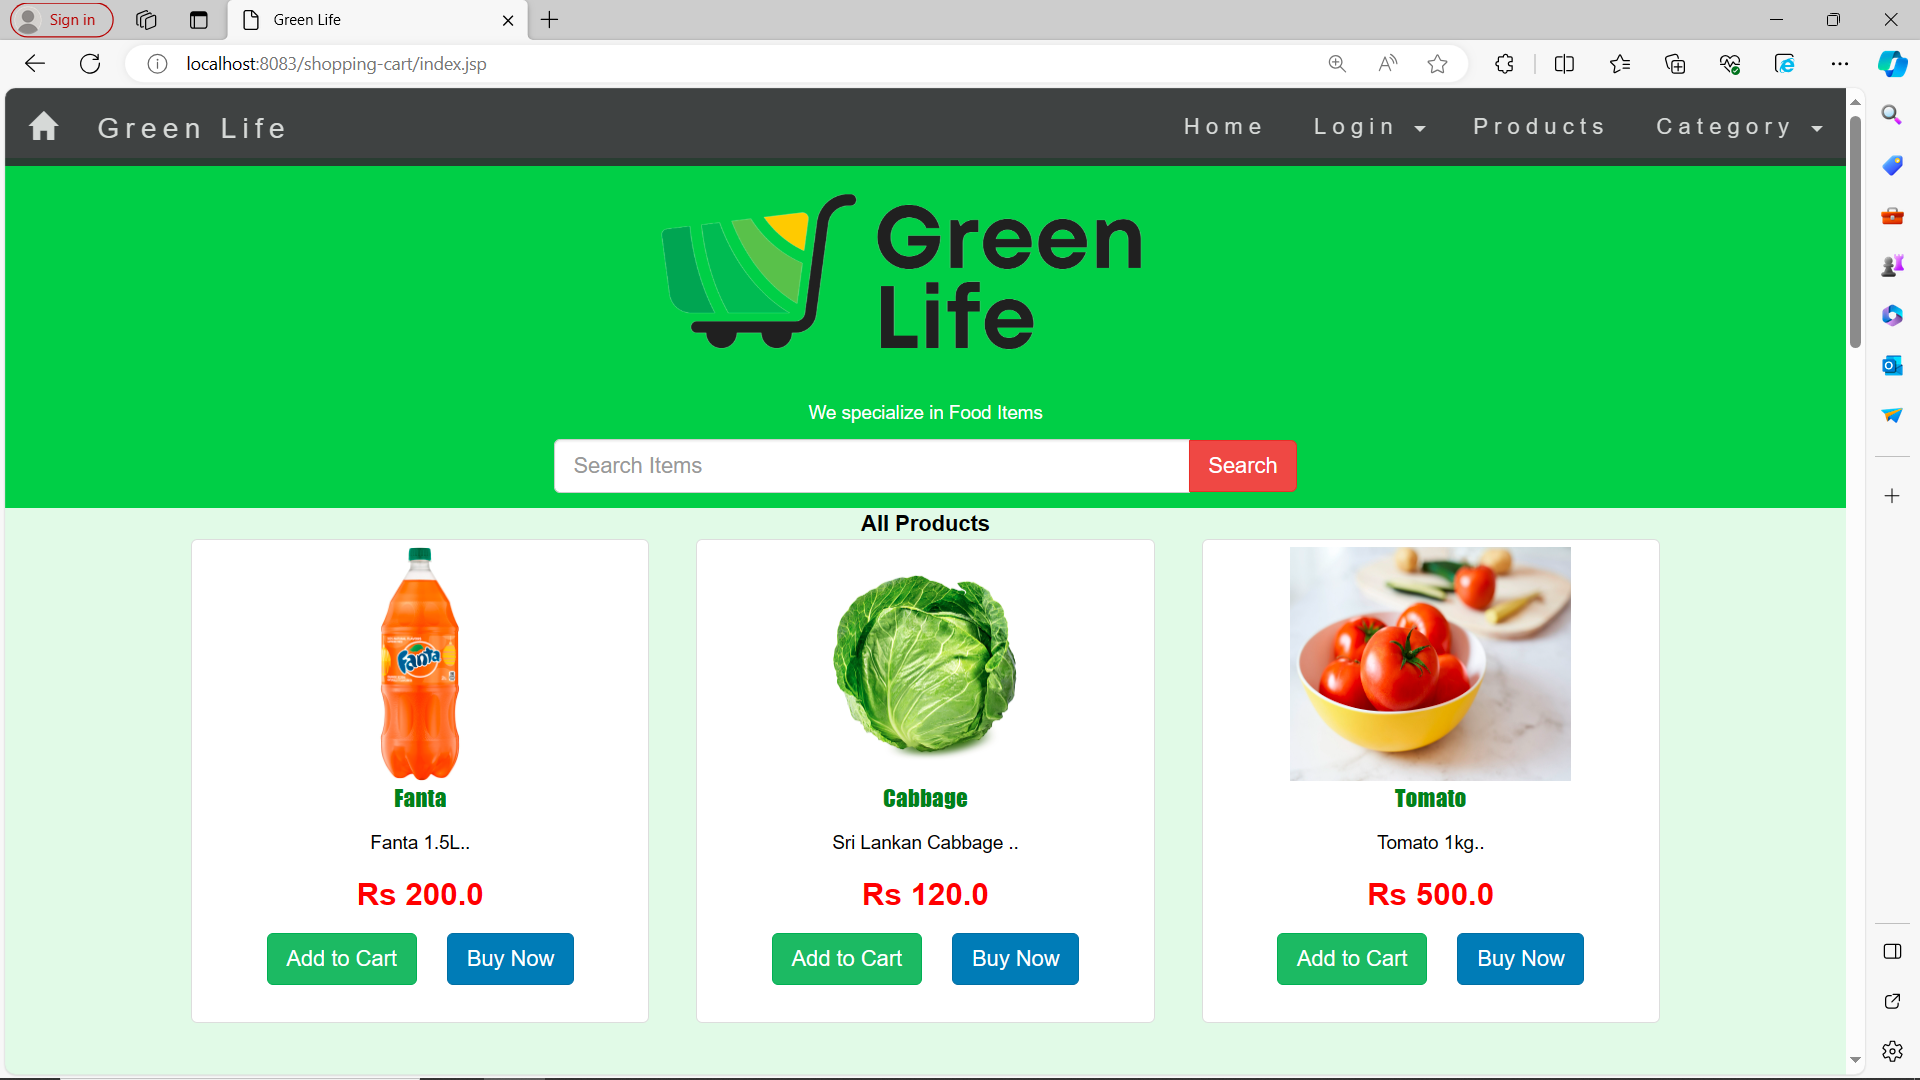 Sign in
Green Life
localhost:8083/shopping-cart/index.jsp
Green Life
Home Login Products Category
Green
Life
We specialize in Food Items
Search Items Search
All Products
Fanta
Fanta Cabbage Tomato
Fanta 1.5L.. Sri Lankan Cabbage .. Tomato 1kg..
Rs 200.0 Rs 120.0 Rs 500.0
Add to Cart Buy Now Add to Cart Buy Now Add to Cart Buy Now